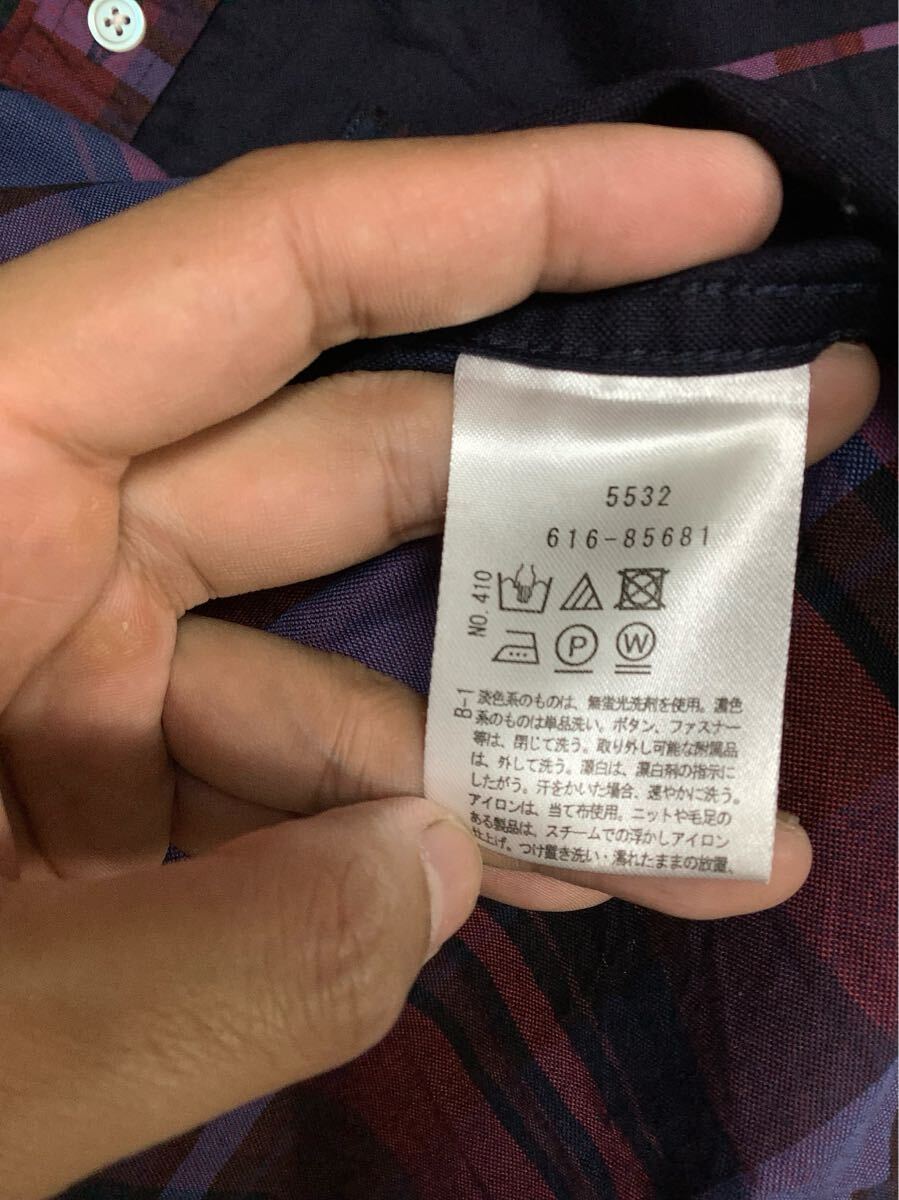 5532
616-85681
NO. 410
P
W
B-1
淡色系のものは、無蛍光洗剤を使用。濃色
系のものは単品洗い。ボタン、ファスナー
等は、閉じて洗う。取り外し可能な附属品
は、外して洗う。漂白は、漂白剤の指示に
したがう。汗をかいた場合、速やかに洗う。
アイロンは、当て布使用。ニットや毛足の
ある製品は、スチームでの浮かしアイロン
仕上げ。つけ置き洗い・濡れたままの放置、